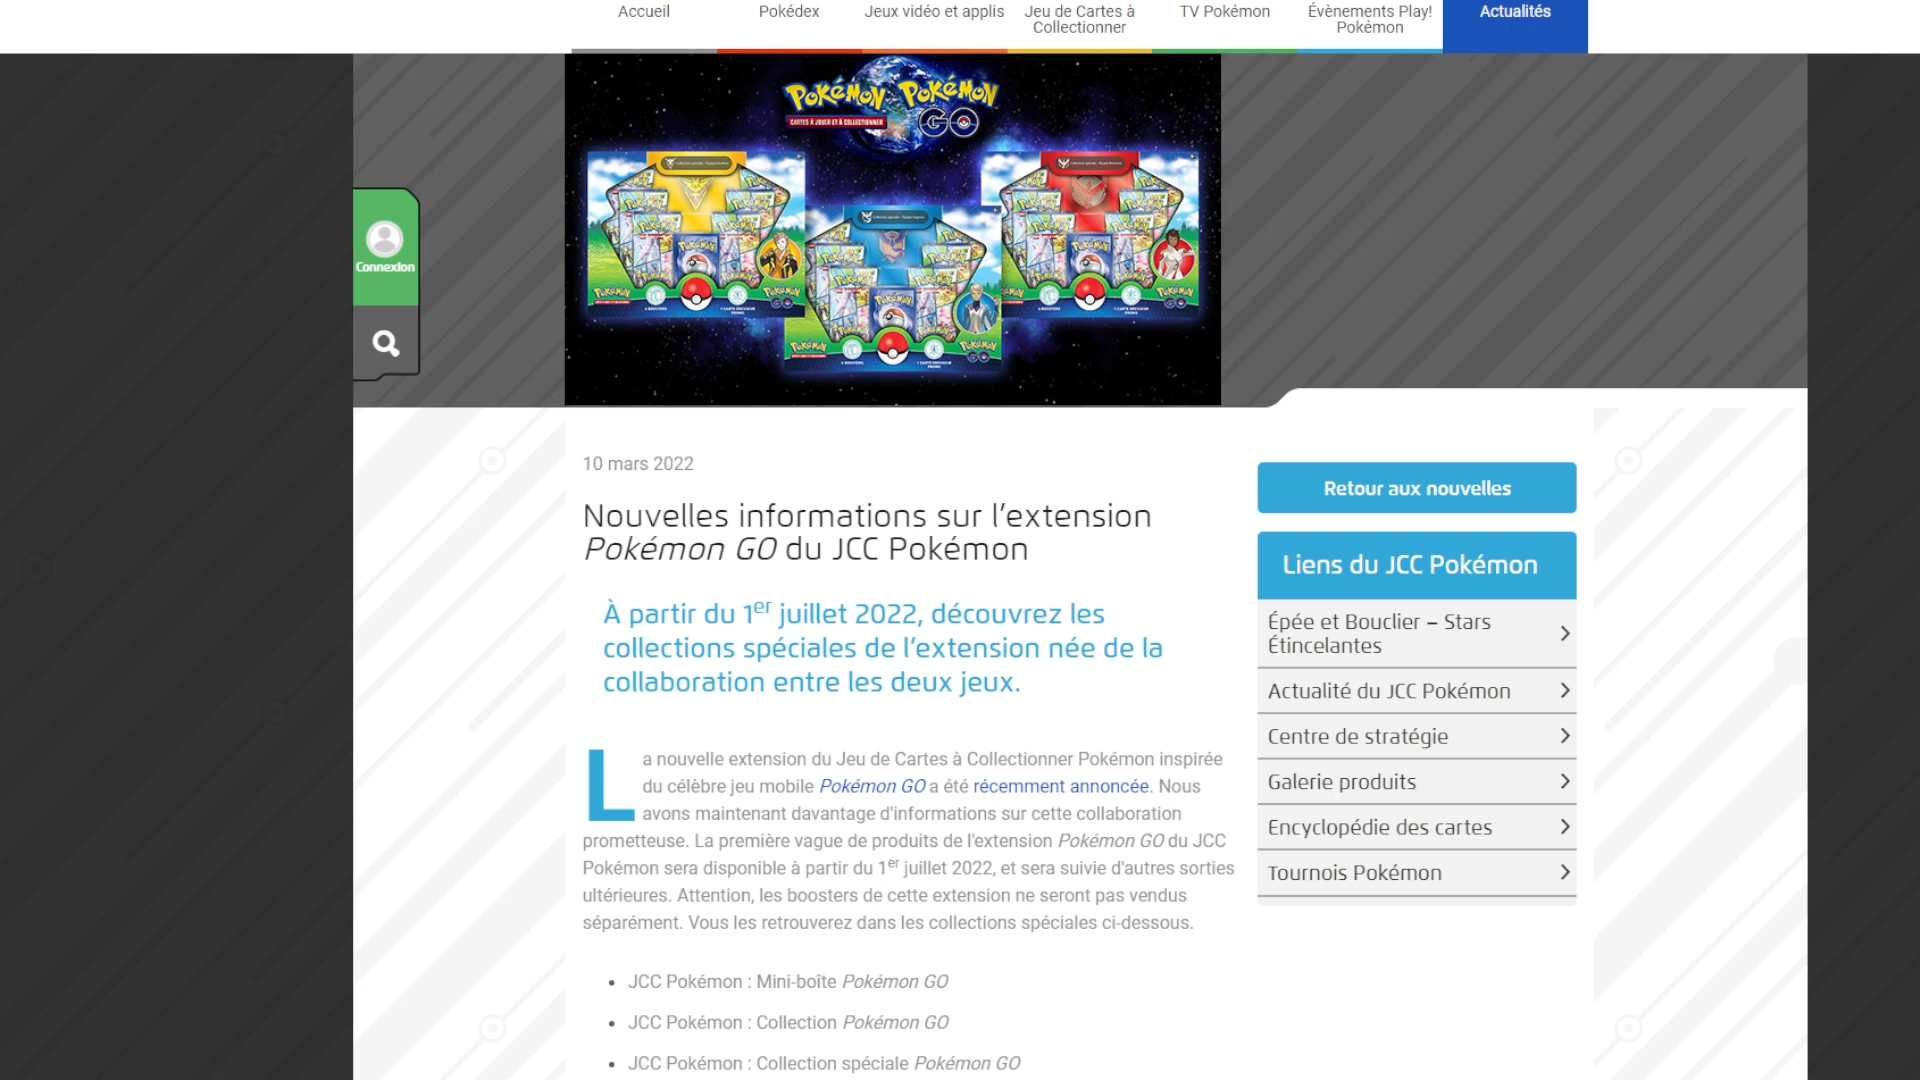 Accueil
Pokédex
Jeux vidéo et applis
Jeu de Cartes à
Collectionner
TV Pokémon
Évènements Play!
Pokémon
Actualités
POKÉMON
CARTES À JOUER ET À COLLECTIONNER
POKÉMON
GO
Connexion
10 mars 2022
Nouvelles informations sur l’extension
Pokémon GO du JCC Pokémon
À partir du 1er juillet 2022, découvrez les
collections spéciales de l’extension née de la
collaboration entre les deux jeux.
La nouvelle extension du Jeu de Cartes à Collectionner Pokémon inspirée
du célèbre jeu mobile Pokémon GO a été récemment annoncée. Nous
avons maintenant davantage d'informations sur cette collaboration
prometteuse. La première vague de produits de l'extension Pokémon GO du JCC
Pokémon sera disponible à partir du 1er juillet 2022, et sera suivie d'autres sorties
ultérieures. Attention, les boosters de cette extension ne seront pas vendus
séparément. Vous les retrouverez dans les collections spéciales ci-dessous.
• JCC Pokémon : Mini-boîte Pokémon GO
• JCC Pokémon : Collection Pokémon GO
• JCC Pokémon : Collection spéciale Pokémon GO
Retour aux nouvelles
Liens du JCC Pokémon
Épée et Bouclier – Stars
Étincelantes
Actualité du JCC Pokémon
Centre de stratégie
Galerie produits
Encyclopédie des cartes
Tournois Pokémon